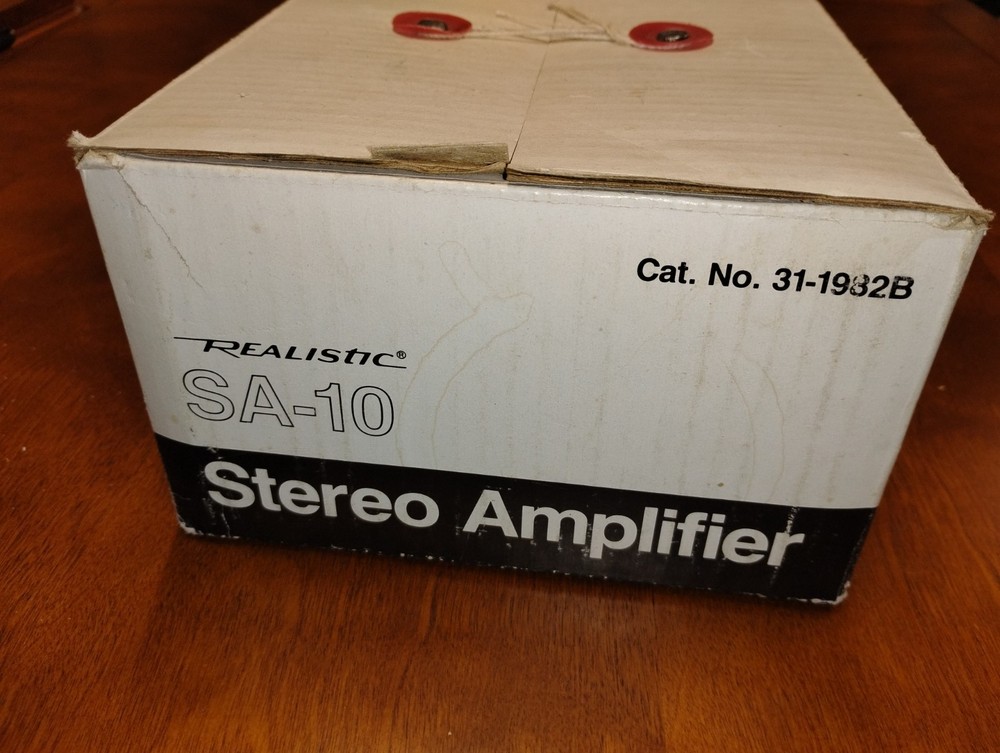 Cat. No. 31-1982B
REALISTIC®
SA-10
Stereo Amplifier